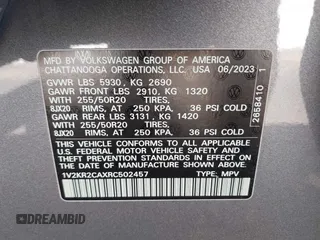 MFD BY VOLKSWAGEN GROUP OF AMERICA
CHATTANOOGA OPERATIONS, LLC. USA 06/2023
GVWR LBS 5930, KG 2690
GAWR FRONT LBS 2910, KG 1320
WITH 255/50R20 TIRES,
8JX20 RIMS, AT 250 KPA, 36 PSI COLD
GAWR REAR LBS 3131, KG 1420
WITH 255/50R20 TIRES,
8JX20 RIMS, AT 250 KPA, 36 PSI COLD
THIS VEHICLE CONFORMS TO ALL APPLICABLE
U.S. FEDERAL MOTOR VEHICLE SAFETY STANDARDS IN
EFFECT ON THE DATE OF MANUFACTURE SHOWN ABOVE.
1V2KR2CAXRC502457 TYPE: MPV
2658410 1
DREAMBID